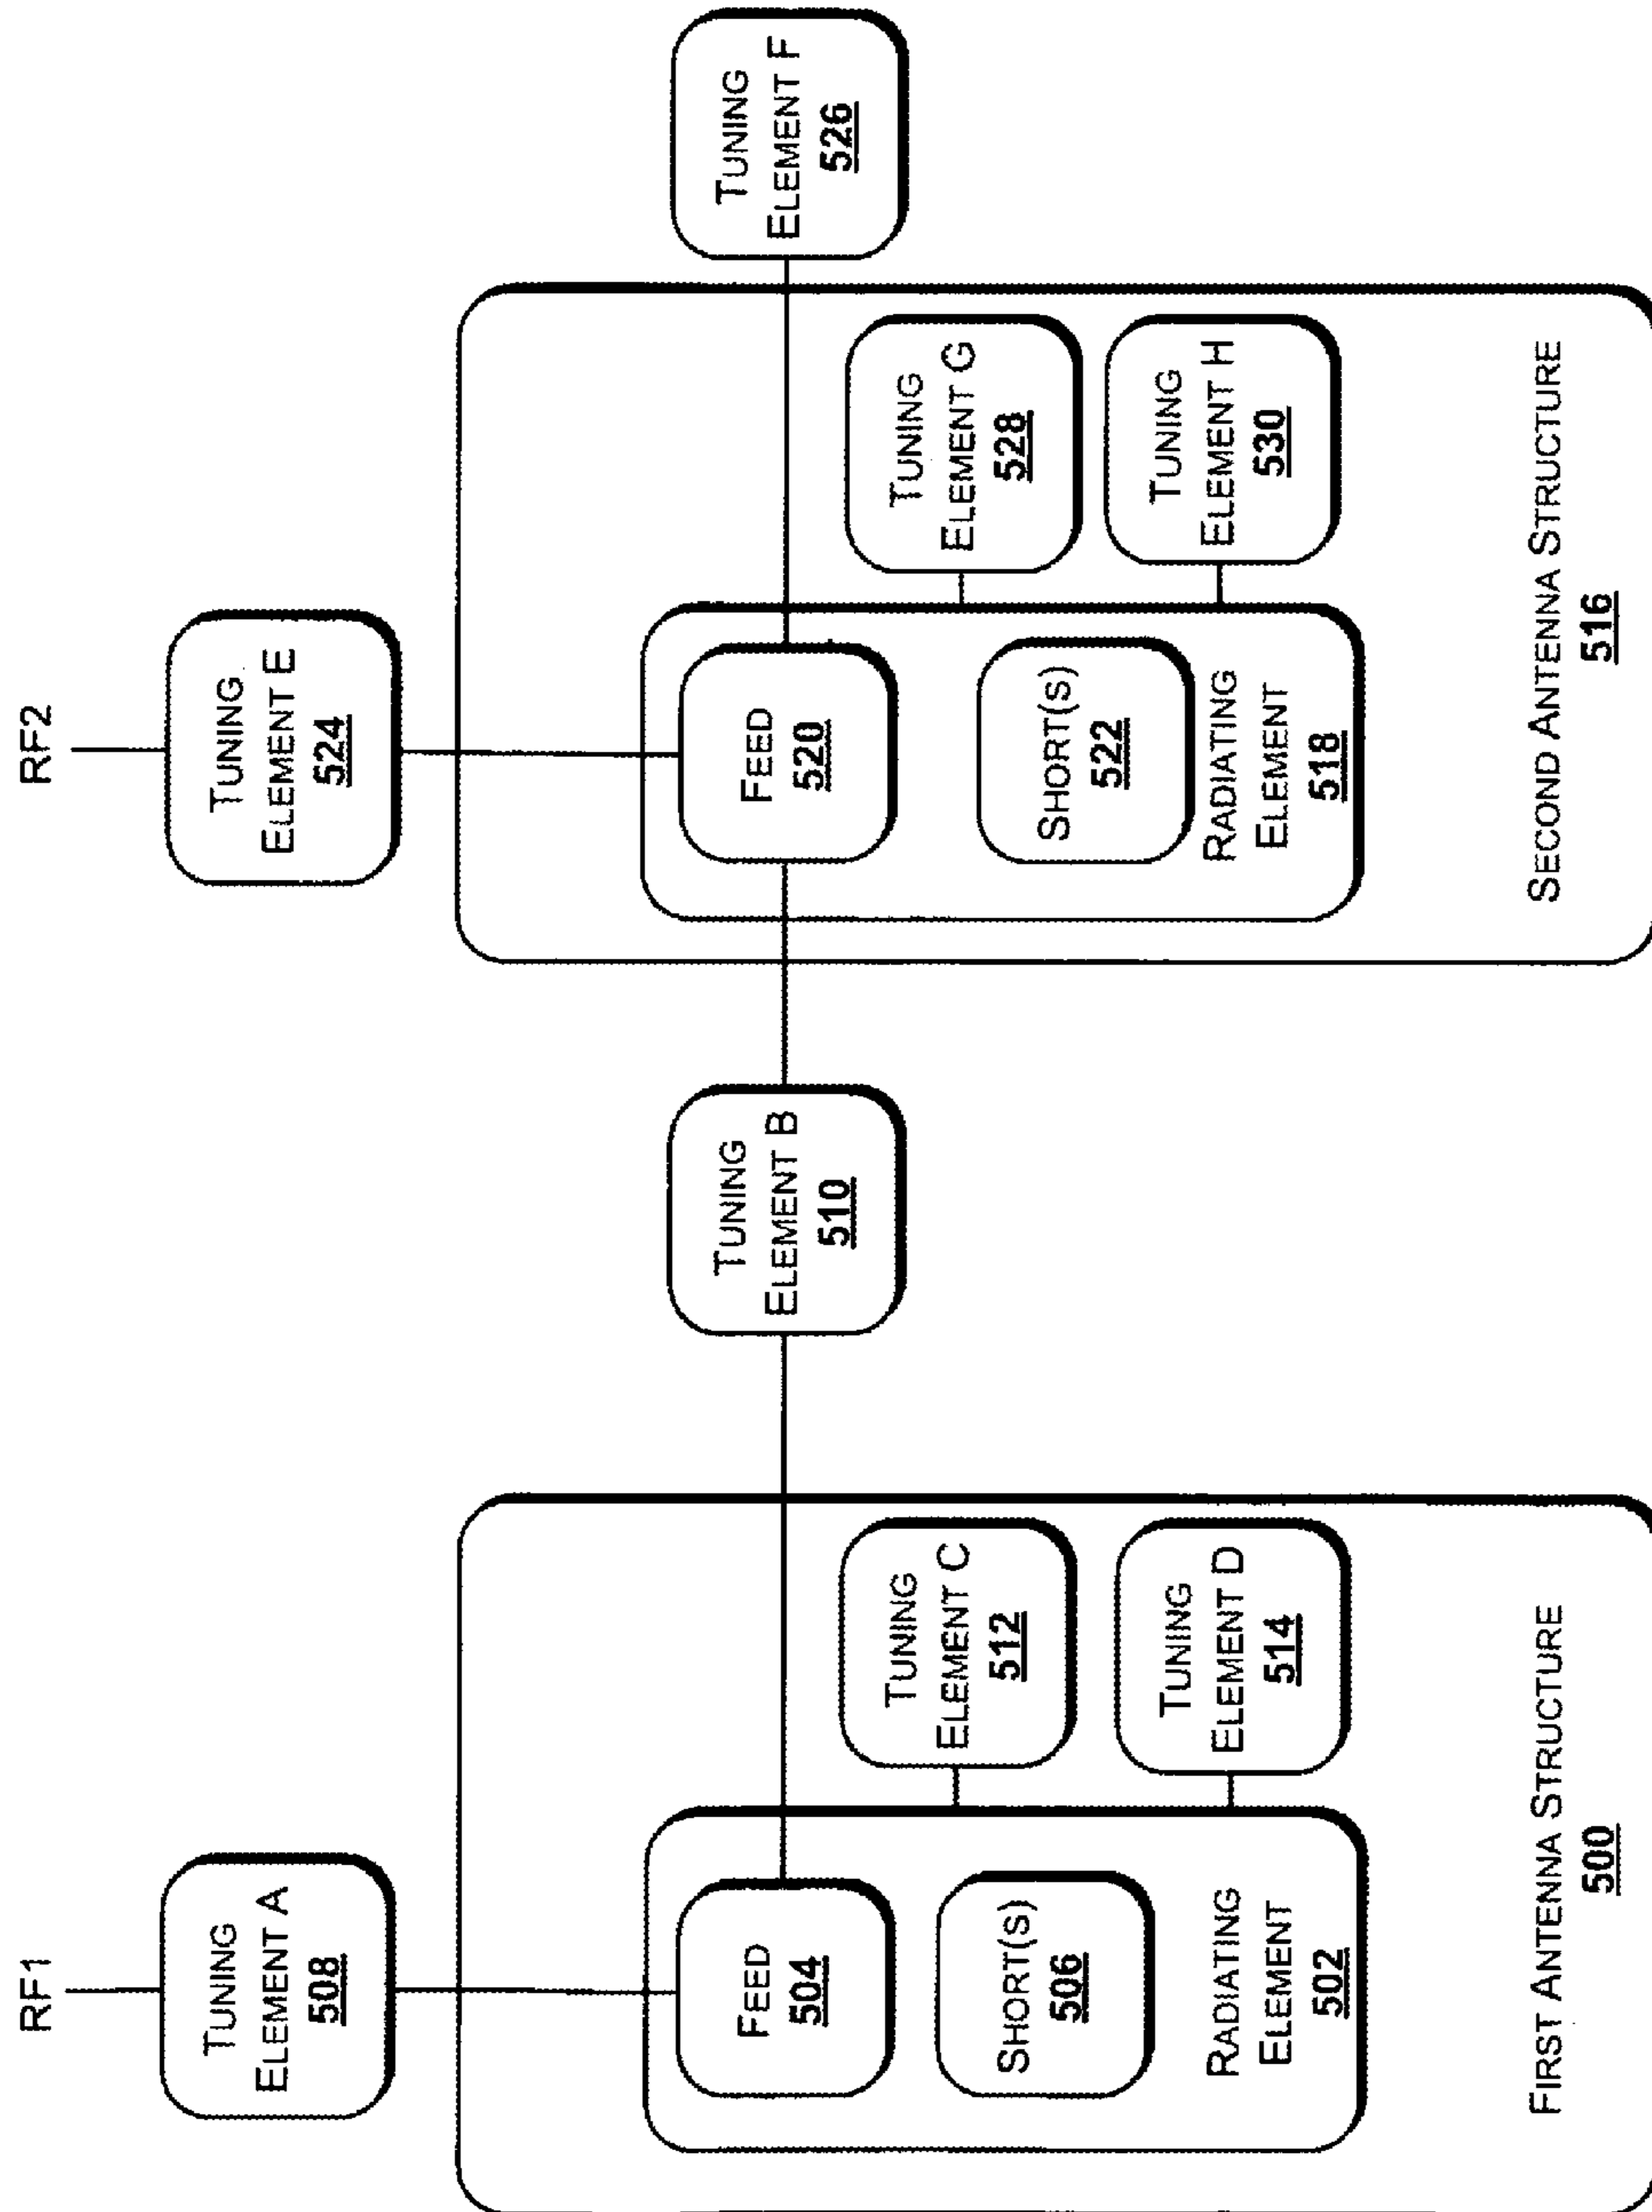 RF1
TUNING
ELEMENT A
508
FEED
504
SHORT(S)
506
RADIATING
ELEMENT
502
TUNING
ELEMENT C
512
TUNING
ELEMENT D
514
FIRST ANTENNA STRUCTURE
500
TUNING
ELEMENT B
510
RF2
TUNING
ELEMENT E
524
FEED
520
SHORT(S)
522
RADIATING
ELEMENT
518
TUNING
ELEMENT G
528
TUNING
ELEMENT H
530
SECOND ANTENNA STRUCTURE
516
TUNING
ELEMENT F
526